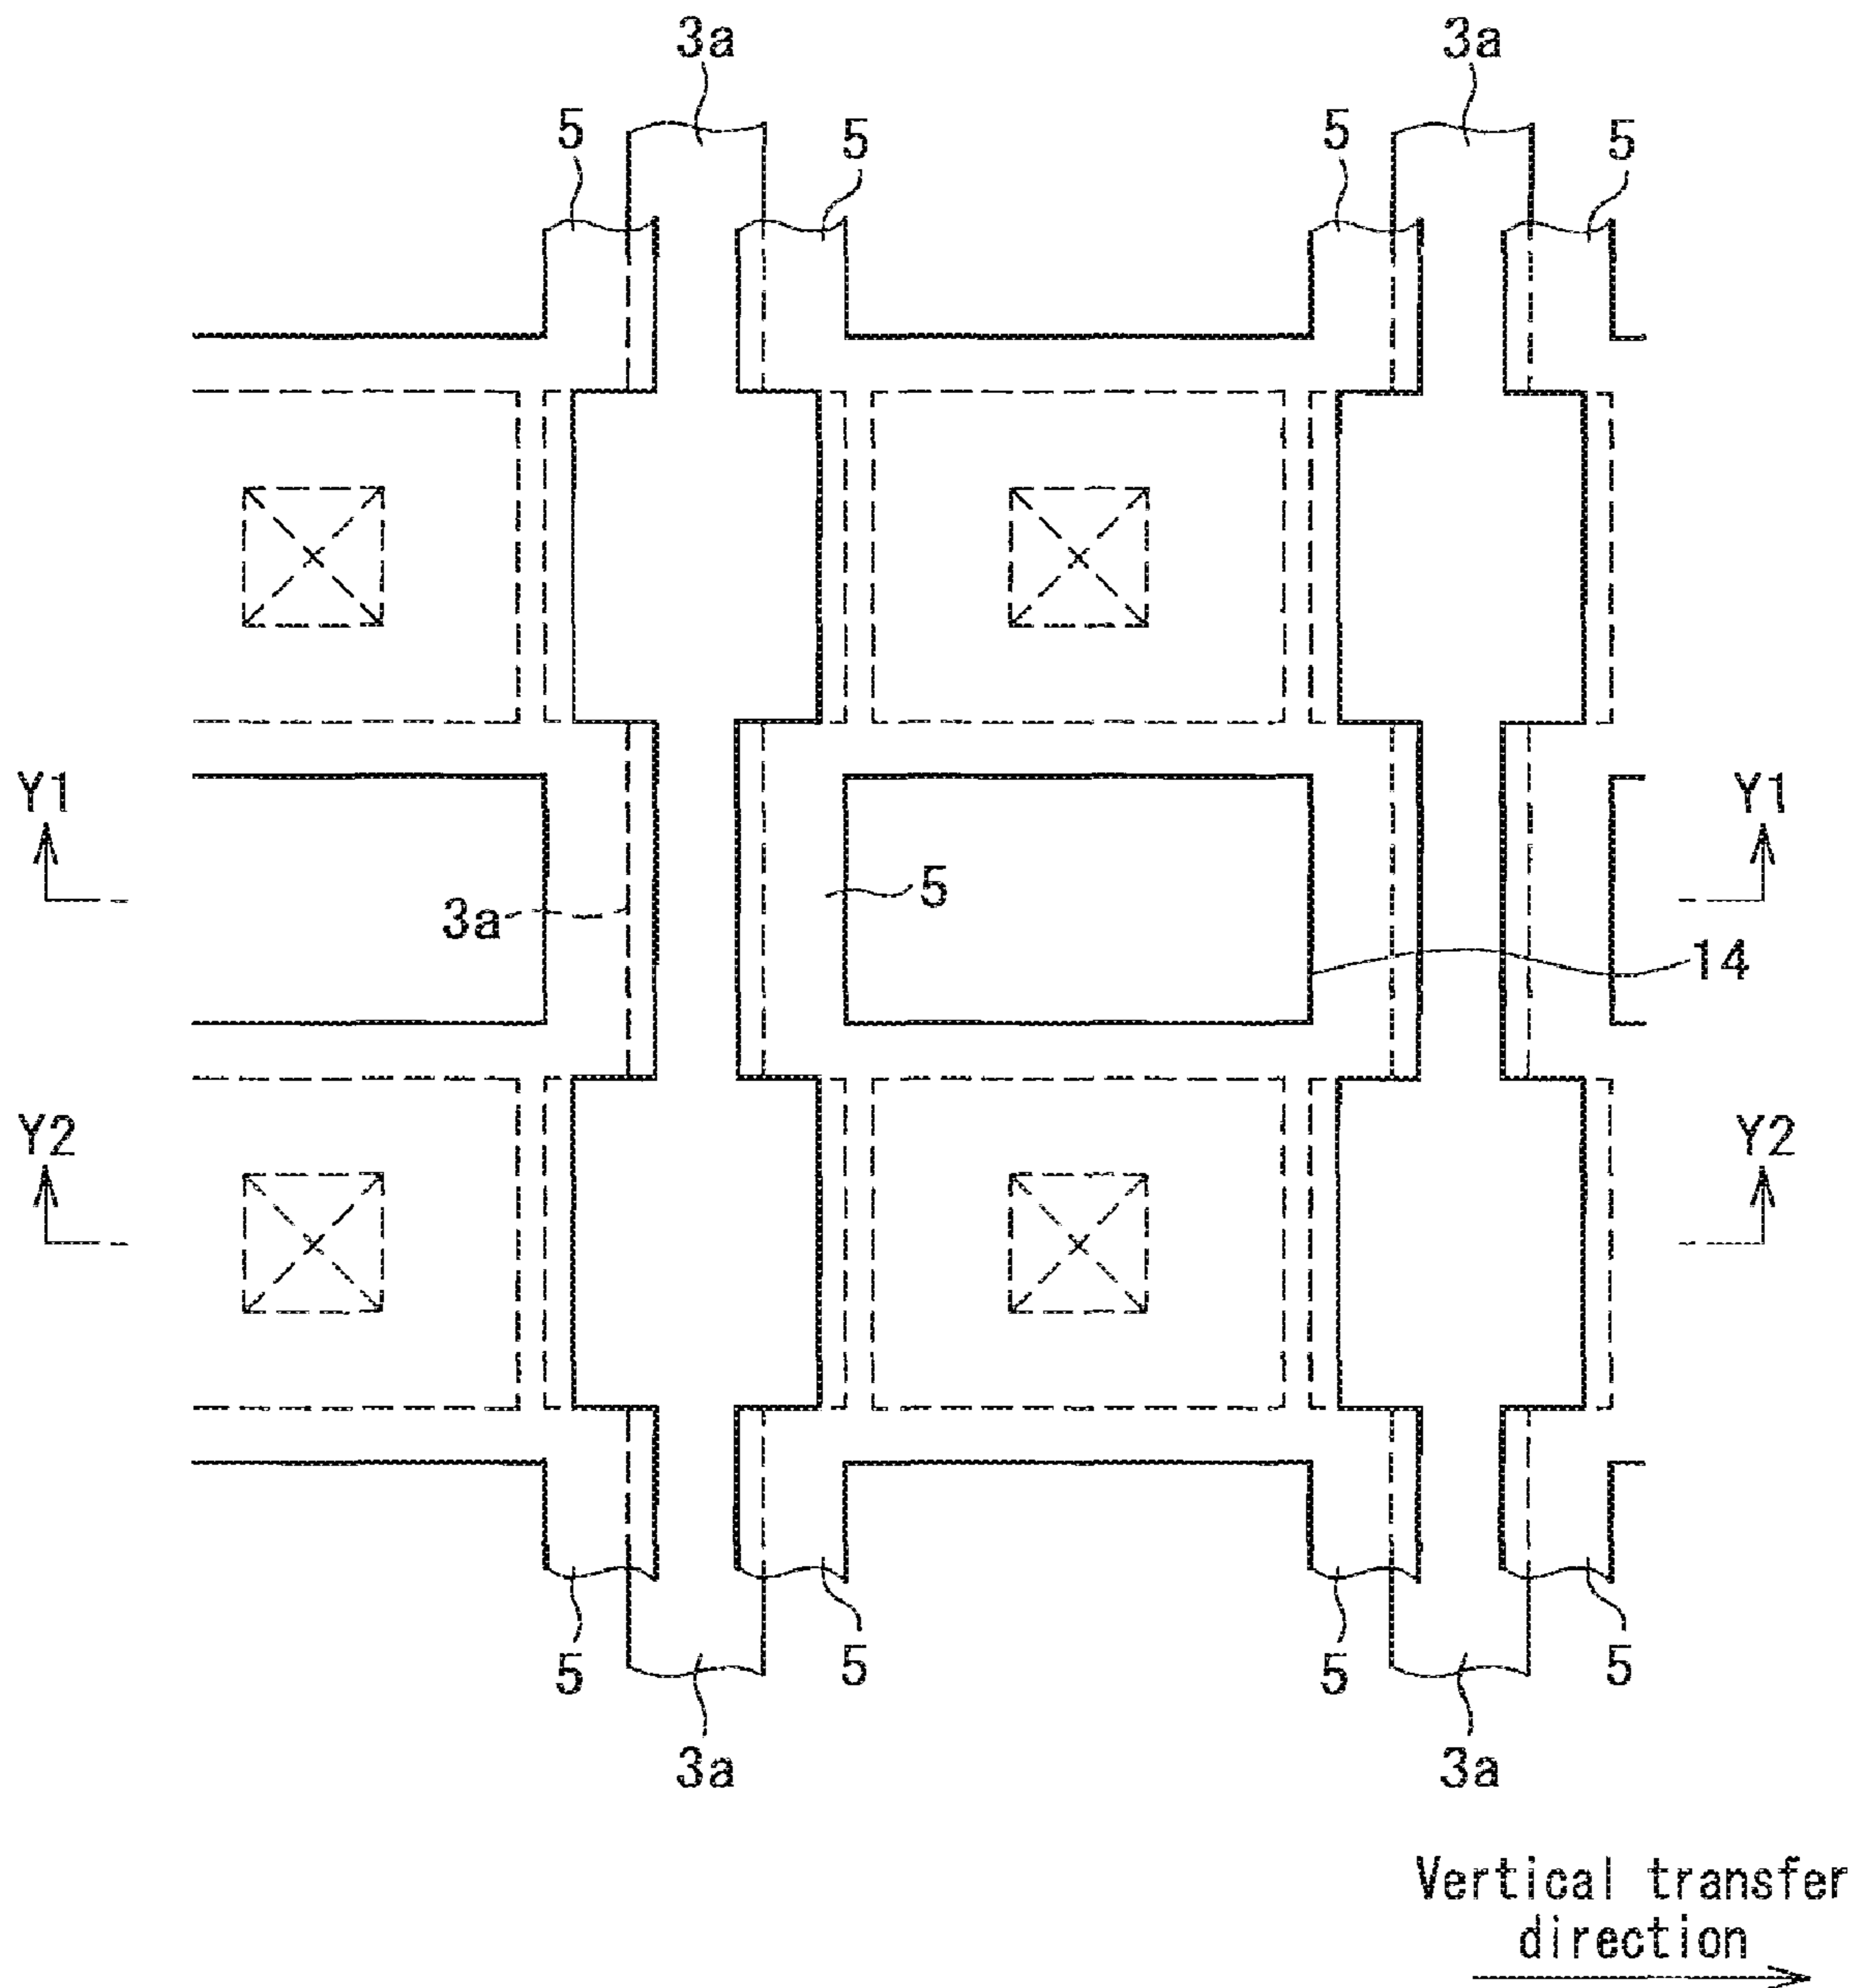 3a 3a
5 5 5 5
Y1 Y1
5
3a
14
Y2 Y2
5 5 5 5
3a 3a
Vertical transfer
direction